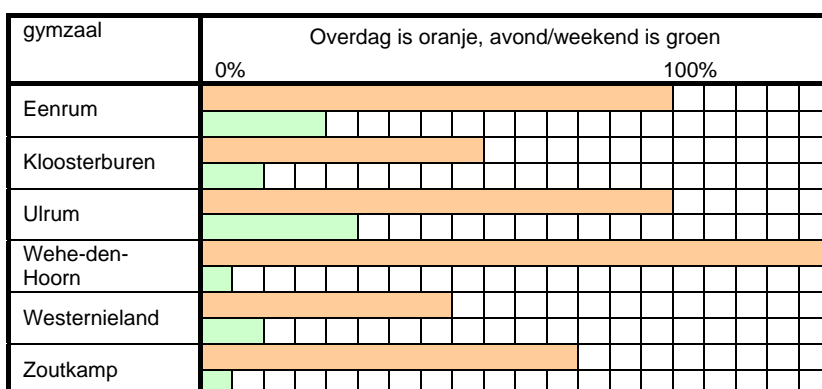 gymzaal
Overdag is oranje, avond/weekend is groen
0% 100%
Eenrum
Kloosterburen
Ulrum
Wehe-den-
Hoorn
Westernieland
Zoutkamp